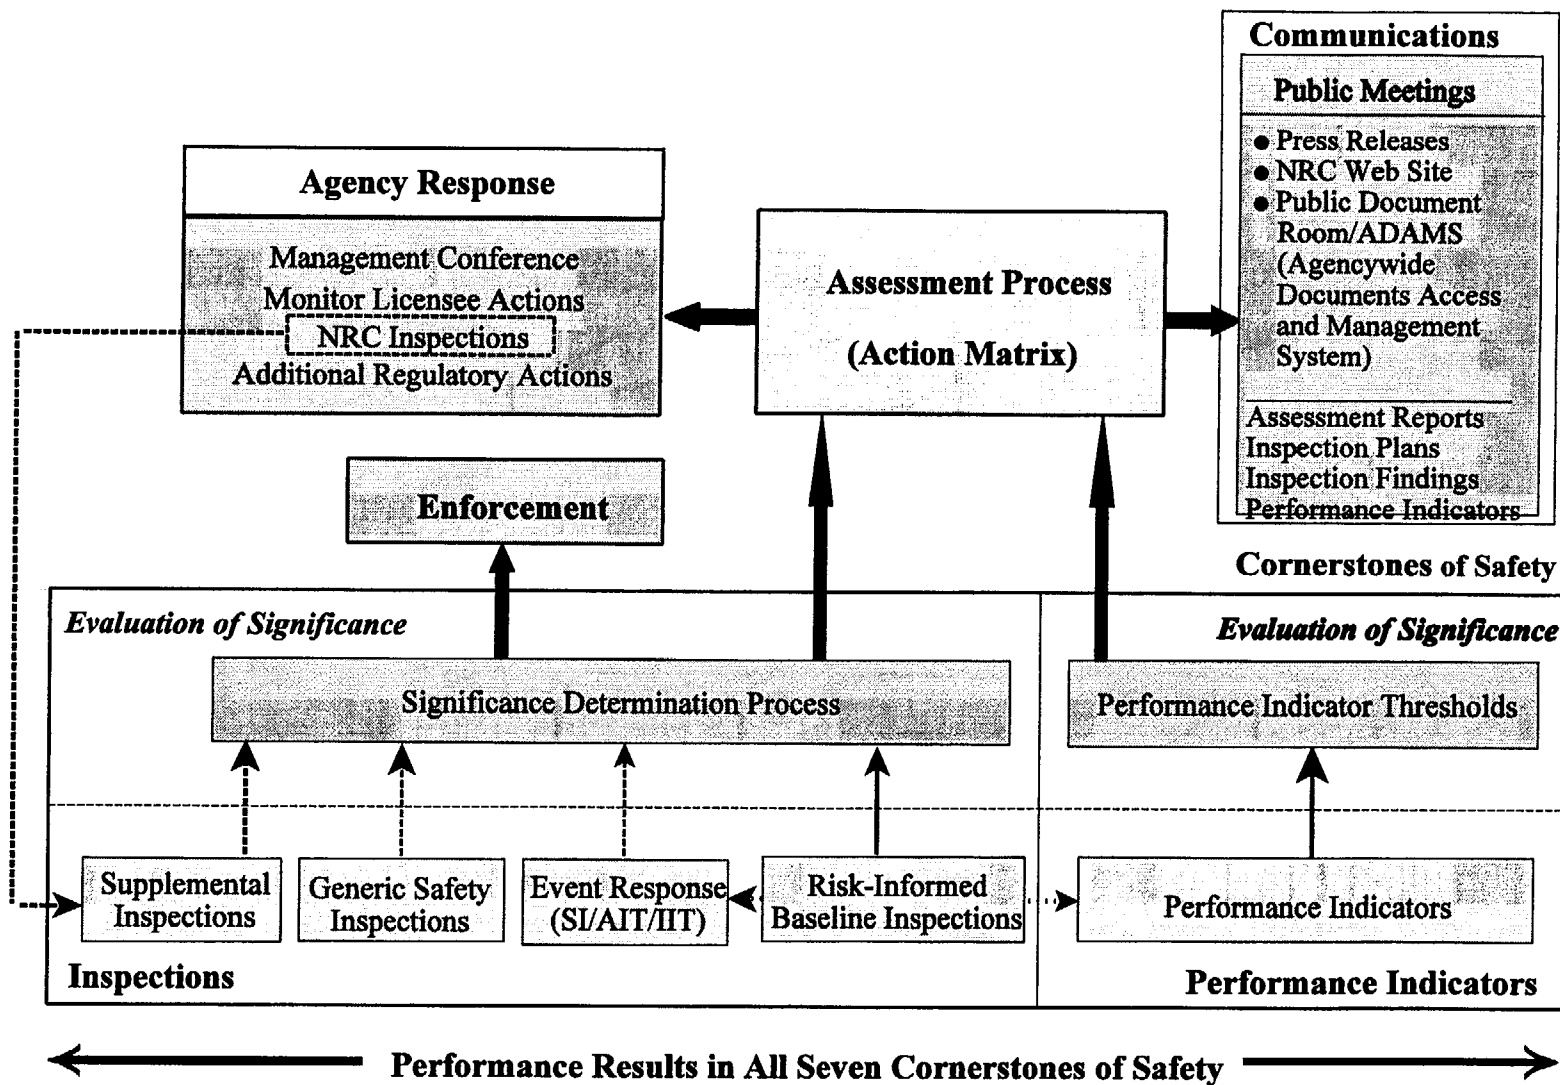 Communications
Public Meetings
● Press Releases
● NRC Web Site
● Public Document
Room/ADAMS
(Agencywide
Documents Access
and Management
System)
Assessment Reports
Inspection Plans
Inspection Findings
Performance Indicators
Agency Response
Management Conference
Monitor Licensee Actions
NRC Inspections
Additional Regulatory Actions
Assessment Process
(Action Matrix)
Enforcement
Cornerstones of Safety
Evaluation of Significance
Evaluation of Significance
Significance Determination Process
Performance Indicator Thresholds
Supplemental
Inspections
Generic Safety
Inspections
Event Response
(SI/AIT/IIT)
Risk-Informed
Baseline Inspections
Performance Indicators
Inspections
Performance Indicators
Performance Results in All Seven Cornerstones of Safety